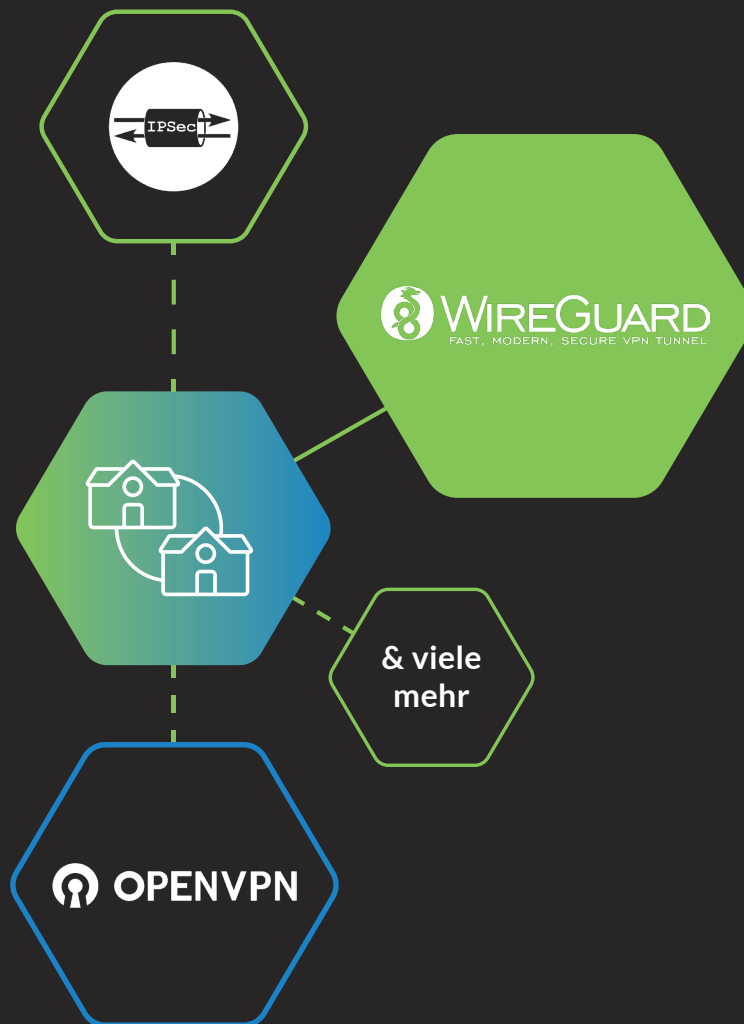 IPSec
WIREGUARD
FAST, MODERN, SECURE VPN TUNNEL
& viele
mehr
OPENVPN